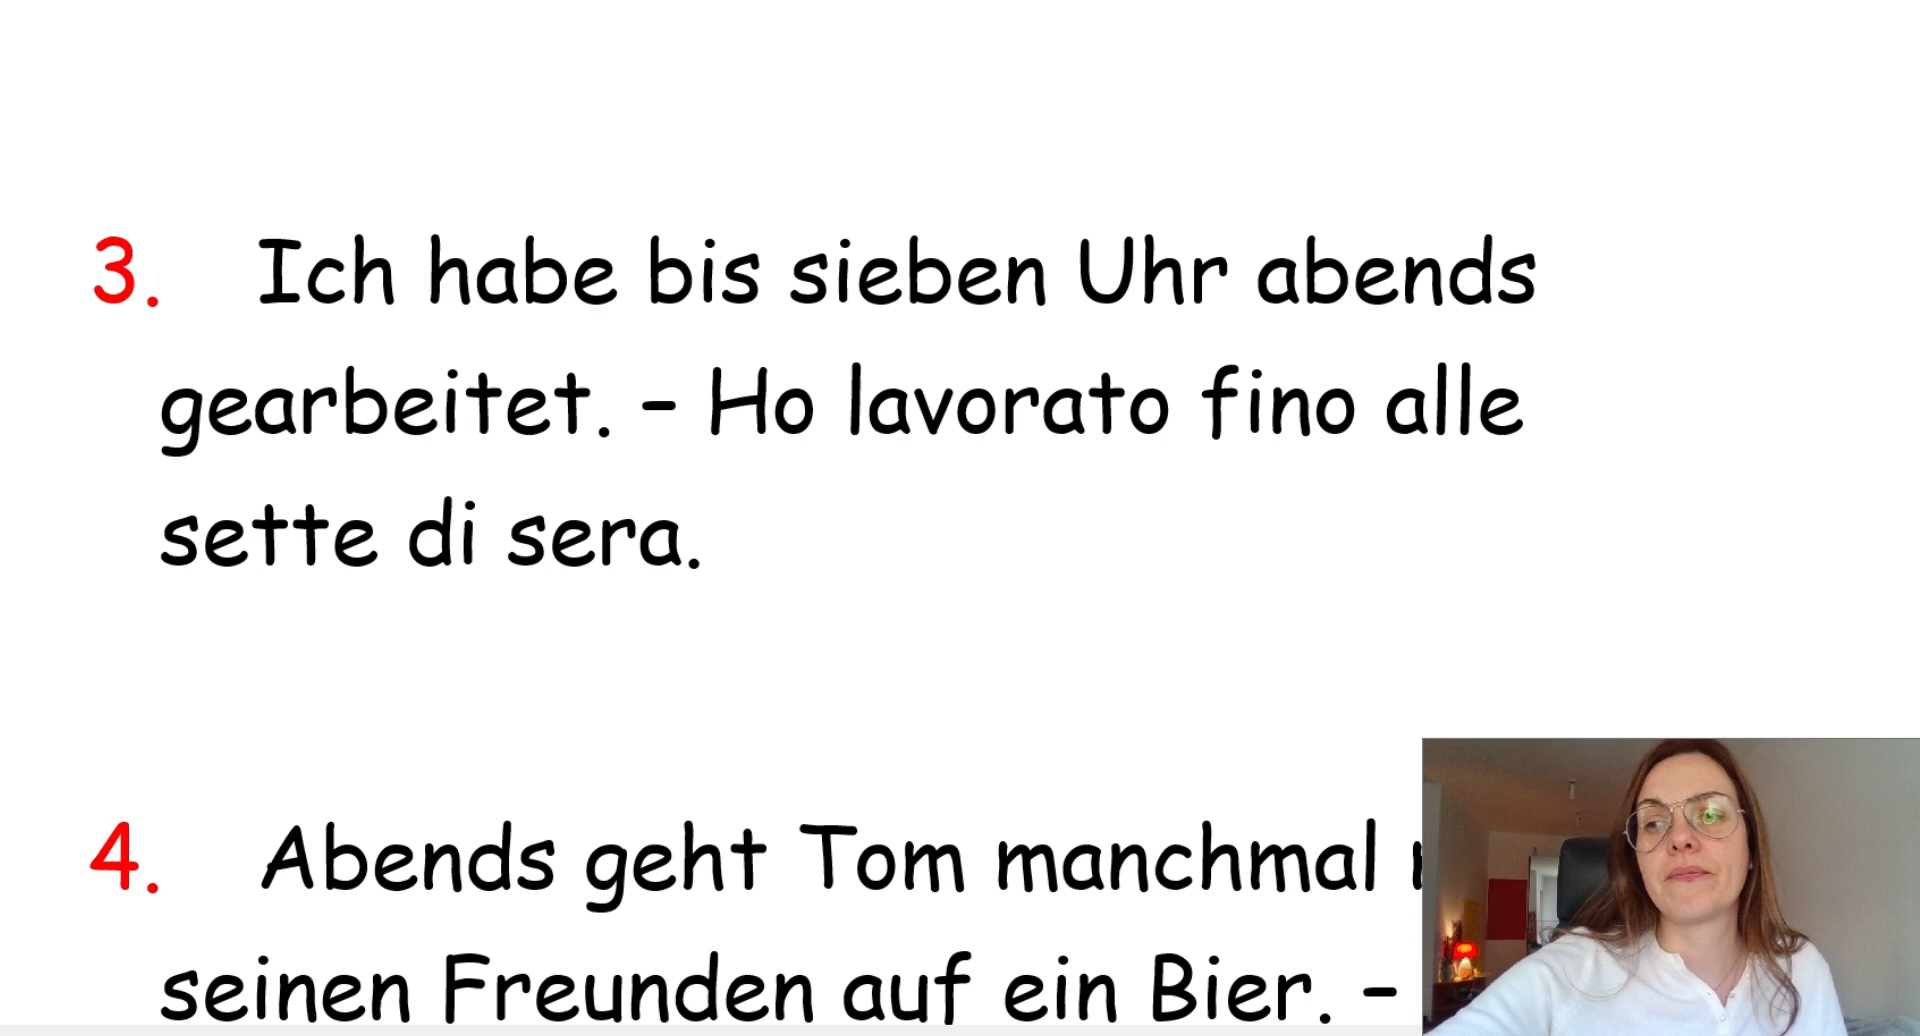 3. Ich habe bis sieben Uhr abends
gearbeitet. – Ho lavorato fino alle
sette di sera.
4. Abends geht Tom manchmal
seinen Freunden auf ein Bier. –